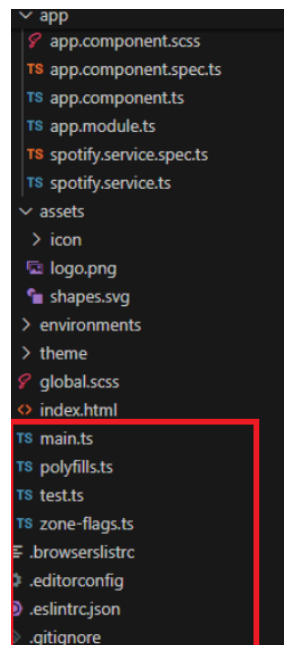 app
app.component.scss
TS app.component.spec.ts
TS app.component.ts
TS app.module.ts
TS spotify.service.spec.ts
TS spotify.service.ts
assets
icon
logo.png
shapes.svg
environments
theme
global.scss
index.html
TS main.ts
TS polyfills.ts
TS test.ts
TS zone-flags.ts
.browserslistrc
.editorconfig
.eslintrc.json
.gitignore